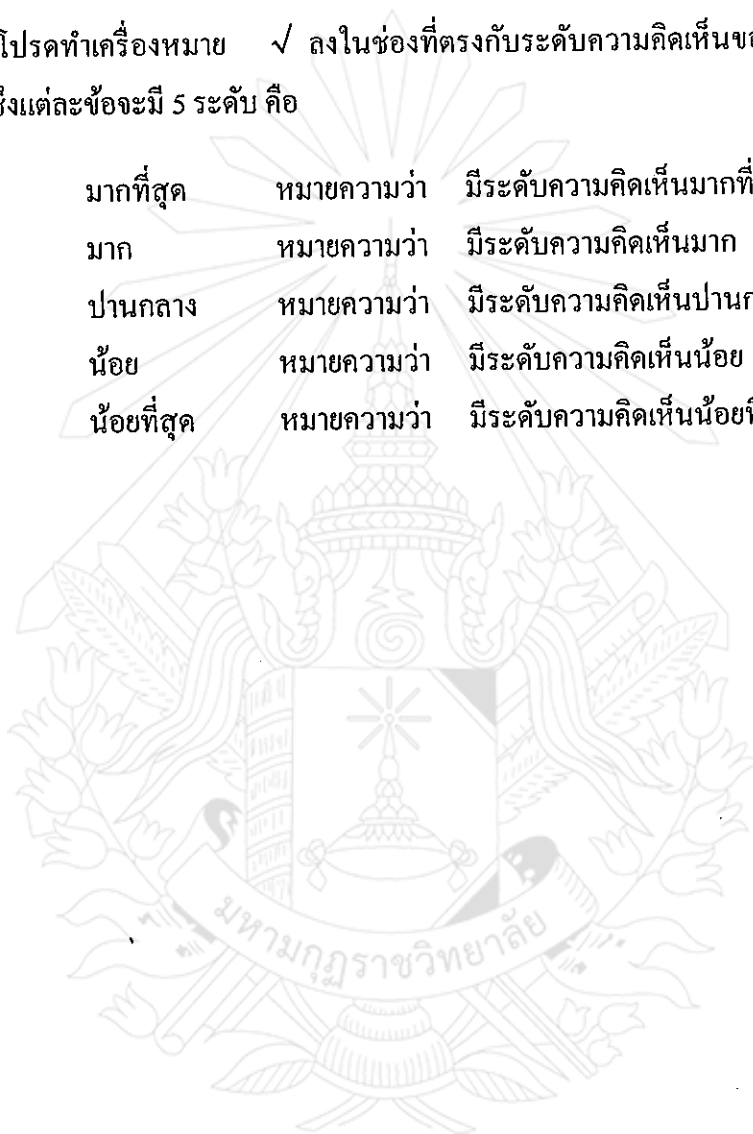 โปรดทำเครื่องหมาย √ ลงในช่องที่ตรงกับระดับความคิดเห็น
ซึ่งแต่ละข้อจะมี 5 ระดับ คือ
มากที่สุด หมายความว่า มีระดับความคิดเห็นมากที่
มาก หมายความว่า มีระดับความคิดเห็นมาก
ปานกลาง หมายความว่า มีระดับความคิดเห็นปาน
น้อย หมายความว่า มีระดับความคิดเห็นน้อย
น้อยที่สุด หมายความว่า มีระดับความคิดเห็นน้อย
มหามกุฏราชวิทยาลัย